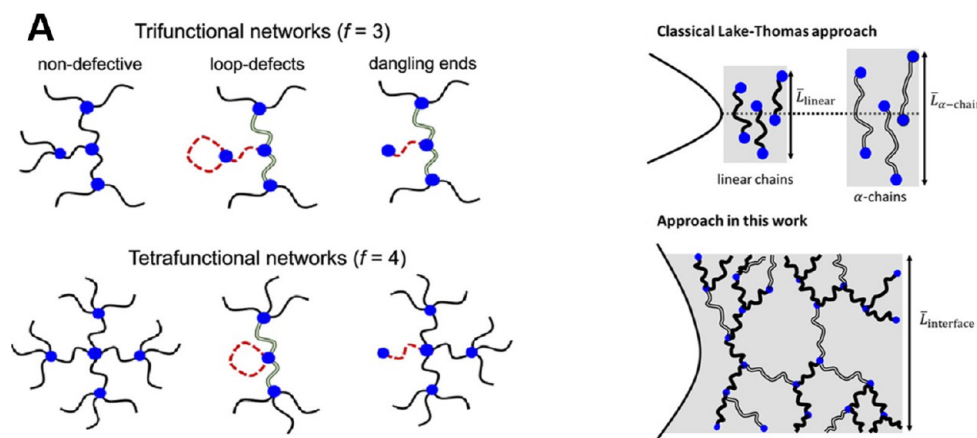 A
Trifunctional networks (f = 3)
non-defective
loop-defects
dangling ends
Tetrafunctional networks (f = 4)
Classical Lake-Thomas approach
L̄linear
L̄α−chai
linear chains
α-chains
Approach in this work
L̄interface